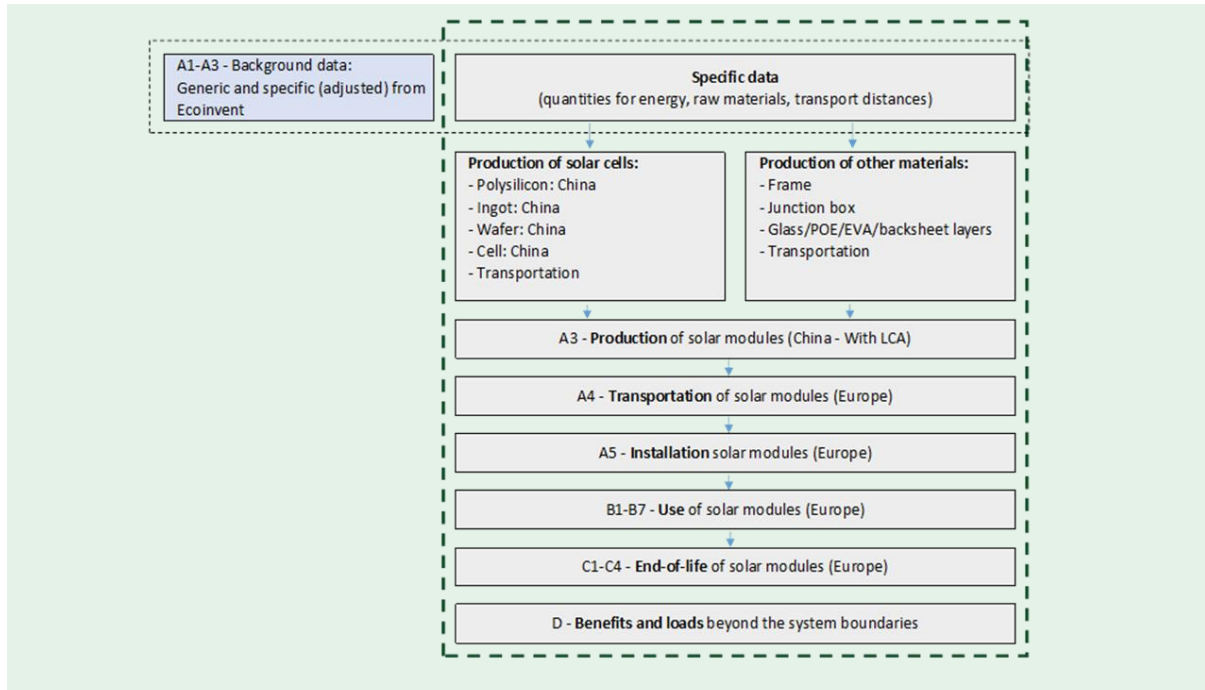 A1-A3 - Background data:
Generic and specific (adjusted) from
Ecoinvent
Specific data
(quantities for energy, raw materials, transport distances)
Production of solar cells:
- Polysilicon: China
- Ingot: China
- Wafer: China
- Cell: China
- Transportation
Production of other materials:
- Frame
- Junction box
- Glass/POE/EVA/backsheet layers
- Transportation
A3 - Production of solar modules (China - With LCA)
A4 - Transportation of solar modules (Europe)
A5 - Installation solar modules (Europe)
B1-B7 - Use of solar modules (Europe)
C1-C4 - End-of-life of solar modules (Europe)
D - Benefits and loads beyond the system boundaries